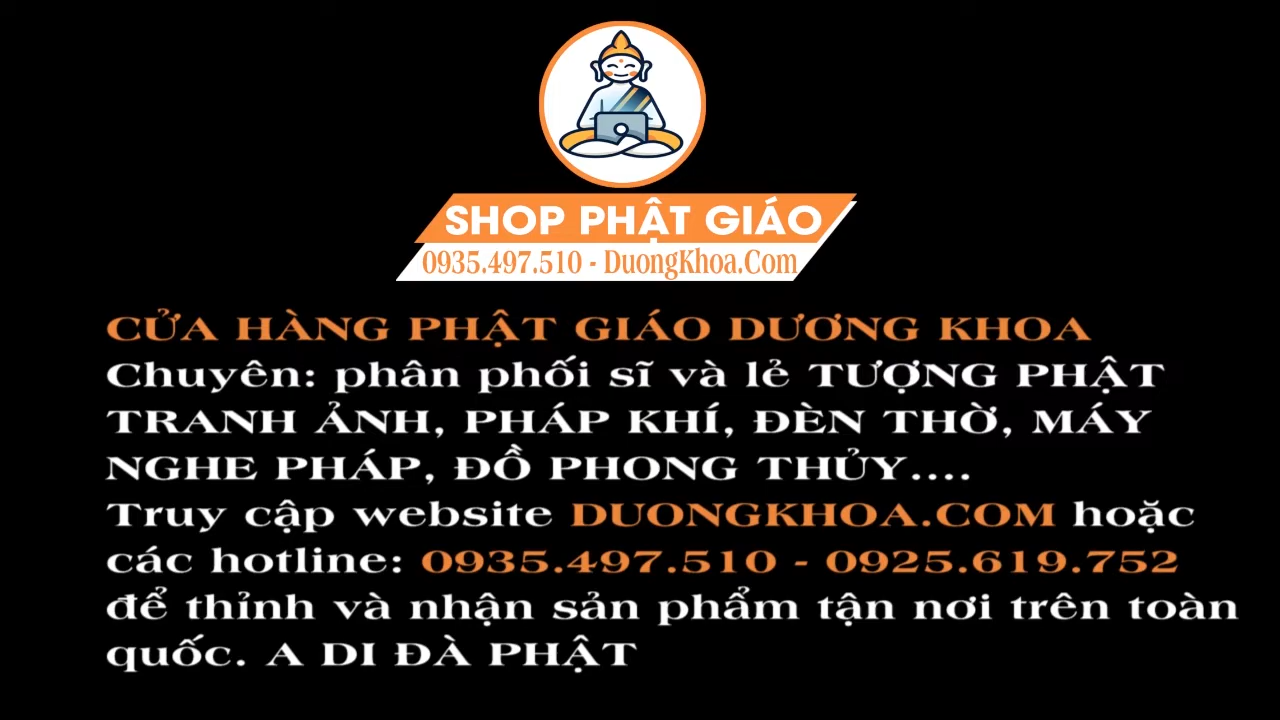 SHOP PHẬT GIÁO
0935.497.510 - DuongKhoa.Com
CỬA HÀNG PHẬT GIÁO DƯƠNG KHOA
Chuyên: phân phối sĩ và lẻ TƯỢNG PHẬT
TRANH ẢNH, PHÁP KHÍ, ĐÈN THỜ, MÁY
NGHE PHÁP, ĐỒ PHONG THỦY....
Truy cập website DUONGKHOA.COM hoặc
các hotline: 0935.497.510 - 0925.619.752
để thỉnh và nhận sản phẩm tận nơi trên toàn
quốc. A DI ĐÀ PHẬT